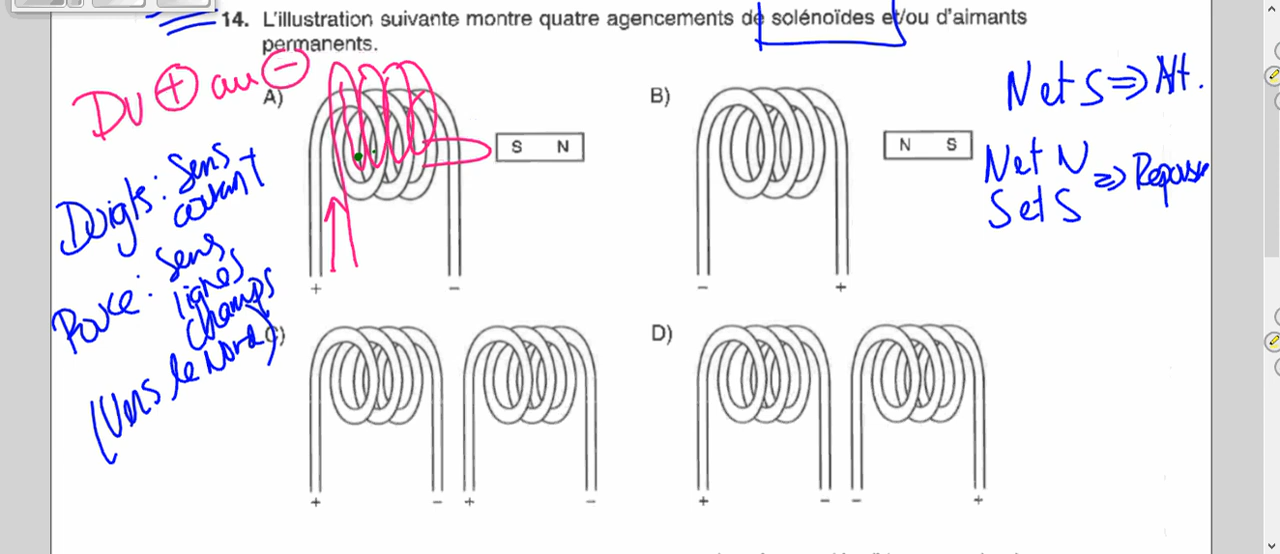 14. L'illustration suivante montre quatre agencements de solénoïdes et/ou d'aimants
permanents.
Du + au −
A)
S N
+ −
B)
N S
− +
N et S => Att.
N et N
S et S
=> Repousse
Doigts : sens
courant
Pouce : sens
lignes
champs
(Vers le Nord)
C)
+ − + −
D)
+ − − +